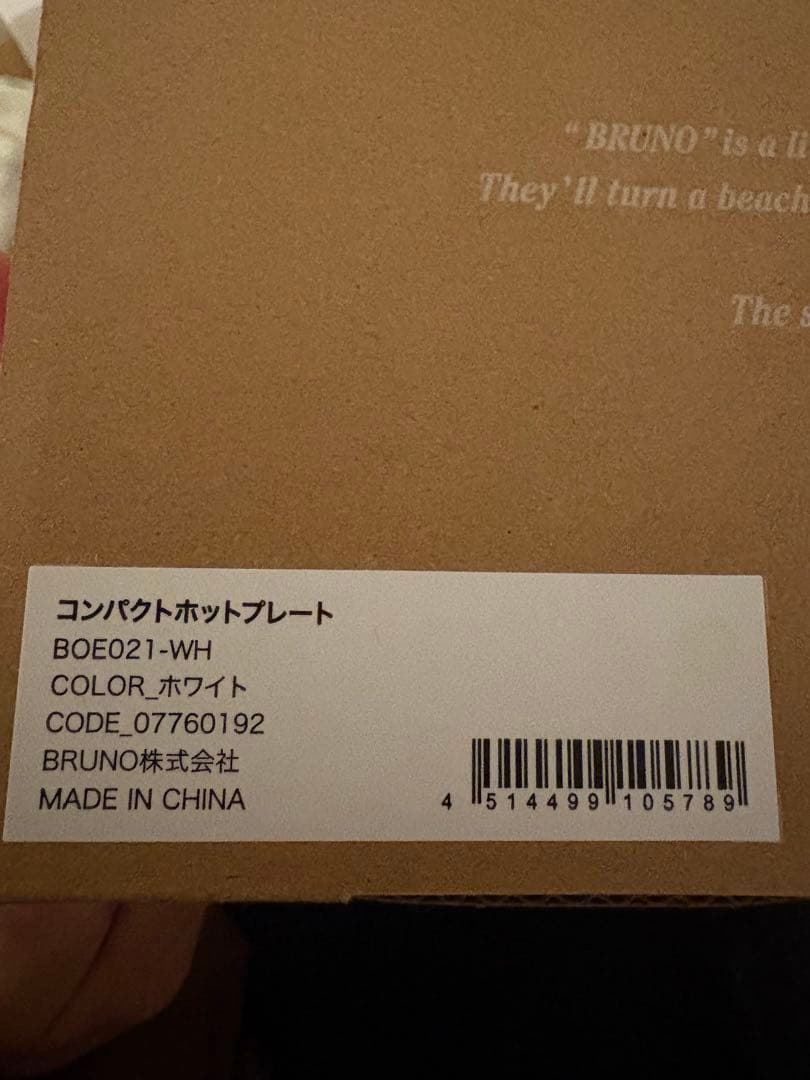 "BRUNO" is a li
They'll turn a beach
The s
コンパクトホットプレート
BOE021-WH
COLOR_ホワイト
CODE_07760192
BRUNO株式会社
MADE IN CHINA
4 514499 105789